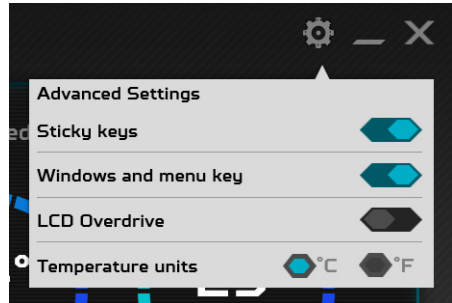 Advanced Settings
Sticky keys
Windows and menu key
LCD Overdrive
Temperature units °C °F